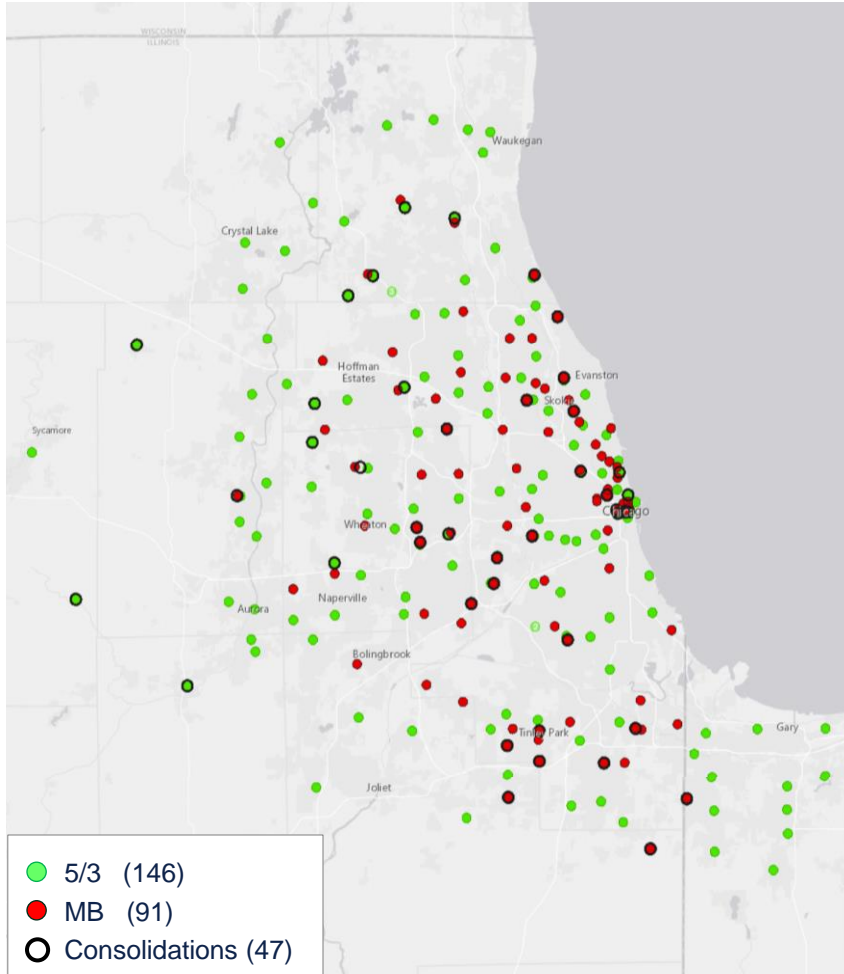 WISCONSIN
ILLINOIS
Waukegan
Crystal Lake
Hoffman
Estates
Evanston
Skokie
Sycamore
Chicago
Wheaton
Naperville
Aurora
Bolingbrook
Tinley Park
Gary
Joliet
5/3 (146)
MB (91)
Consolidations (47)